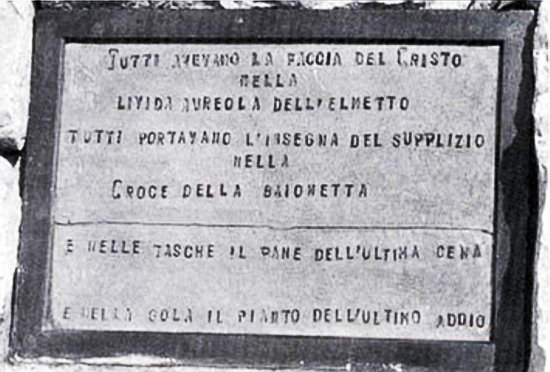 TUTTI AVEVANO LA FACCIA DEL CRISTO
NELLA
LIVIDA AUREOLA DELL'ELMETTO
TUTTI PORTAVANO L'INSEGNA DEL SUPPLIZIO
NELLA
CROCE DELLA BAIONETTA
E NELLE TASCHE IL PANE DELL'ULTIMA CENA
E NELLA GOLA IL PIANTO DELL'ULTIMO ADDIO